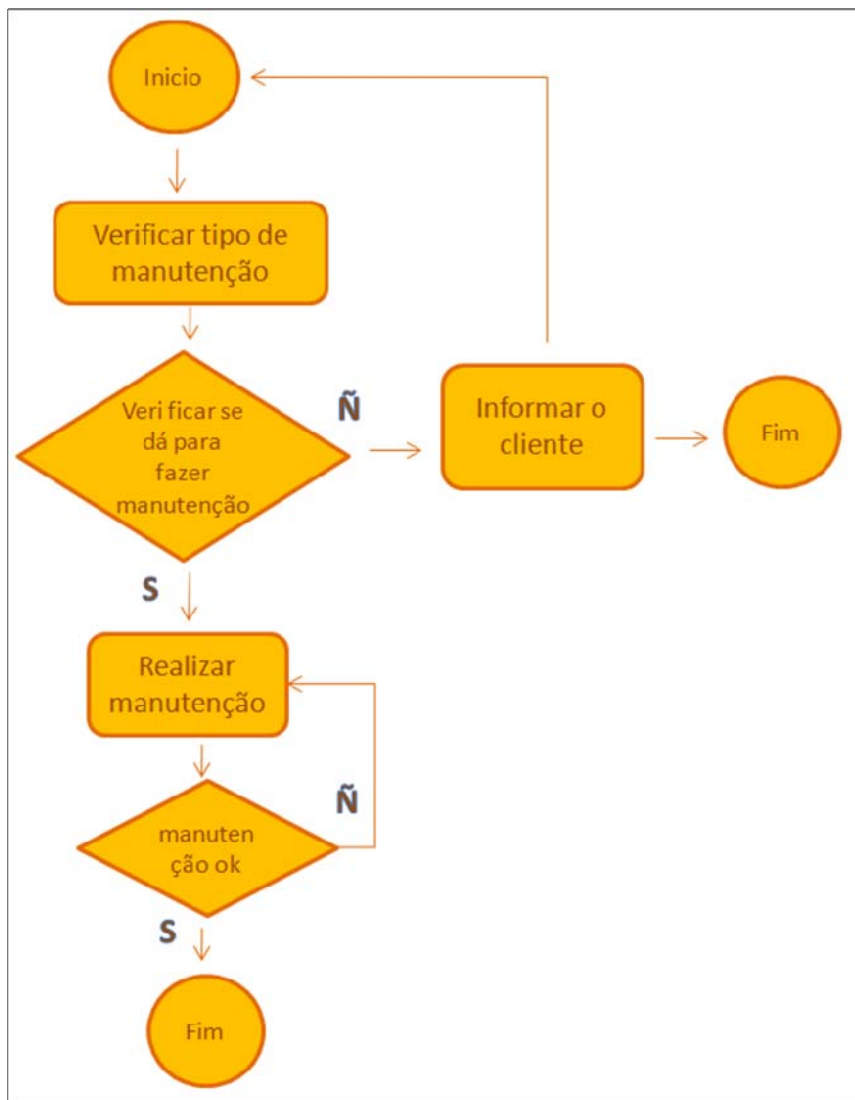 Inicio
Verificar tipo de
manutenção
Veri ficar se
dá para
fazer
manutenção
Ñ
Informar o
cliente
Fim
S
Realizar
manutenção
Ñ
manuten
ção ok
S
Fim